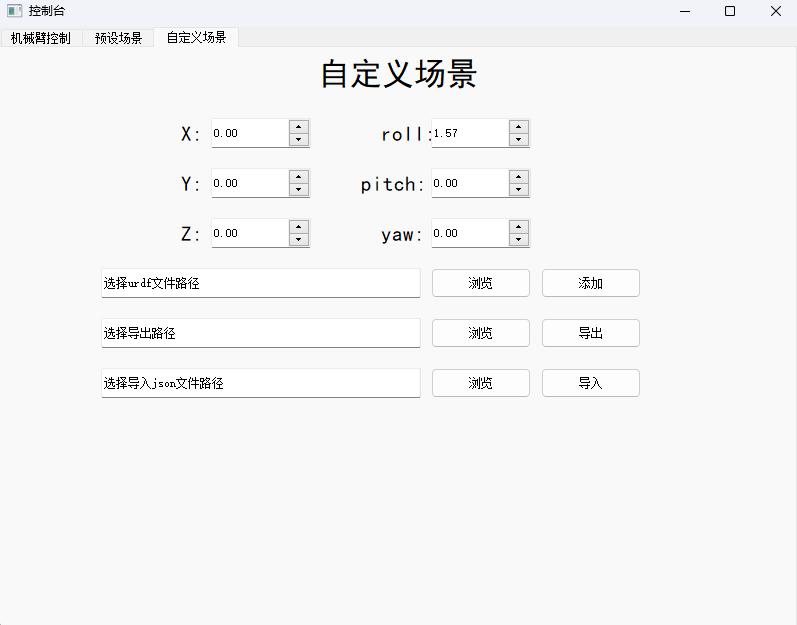 控制台
机械臂控制 预设场景 自定义场景
自定义场景
X: 0.00 roll: 1.57
Y: 0.00 pitch: 0.00
Z: 0.00 yaw: 0.00
选择urdf文件路径 浏览 添加
选择导出路径 浏览 导出
选择导入json文件路径 浏览 导入